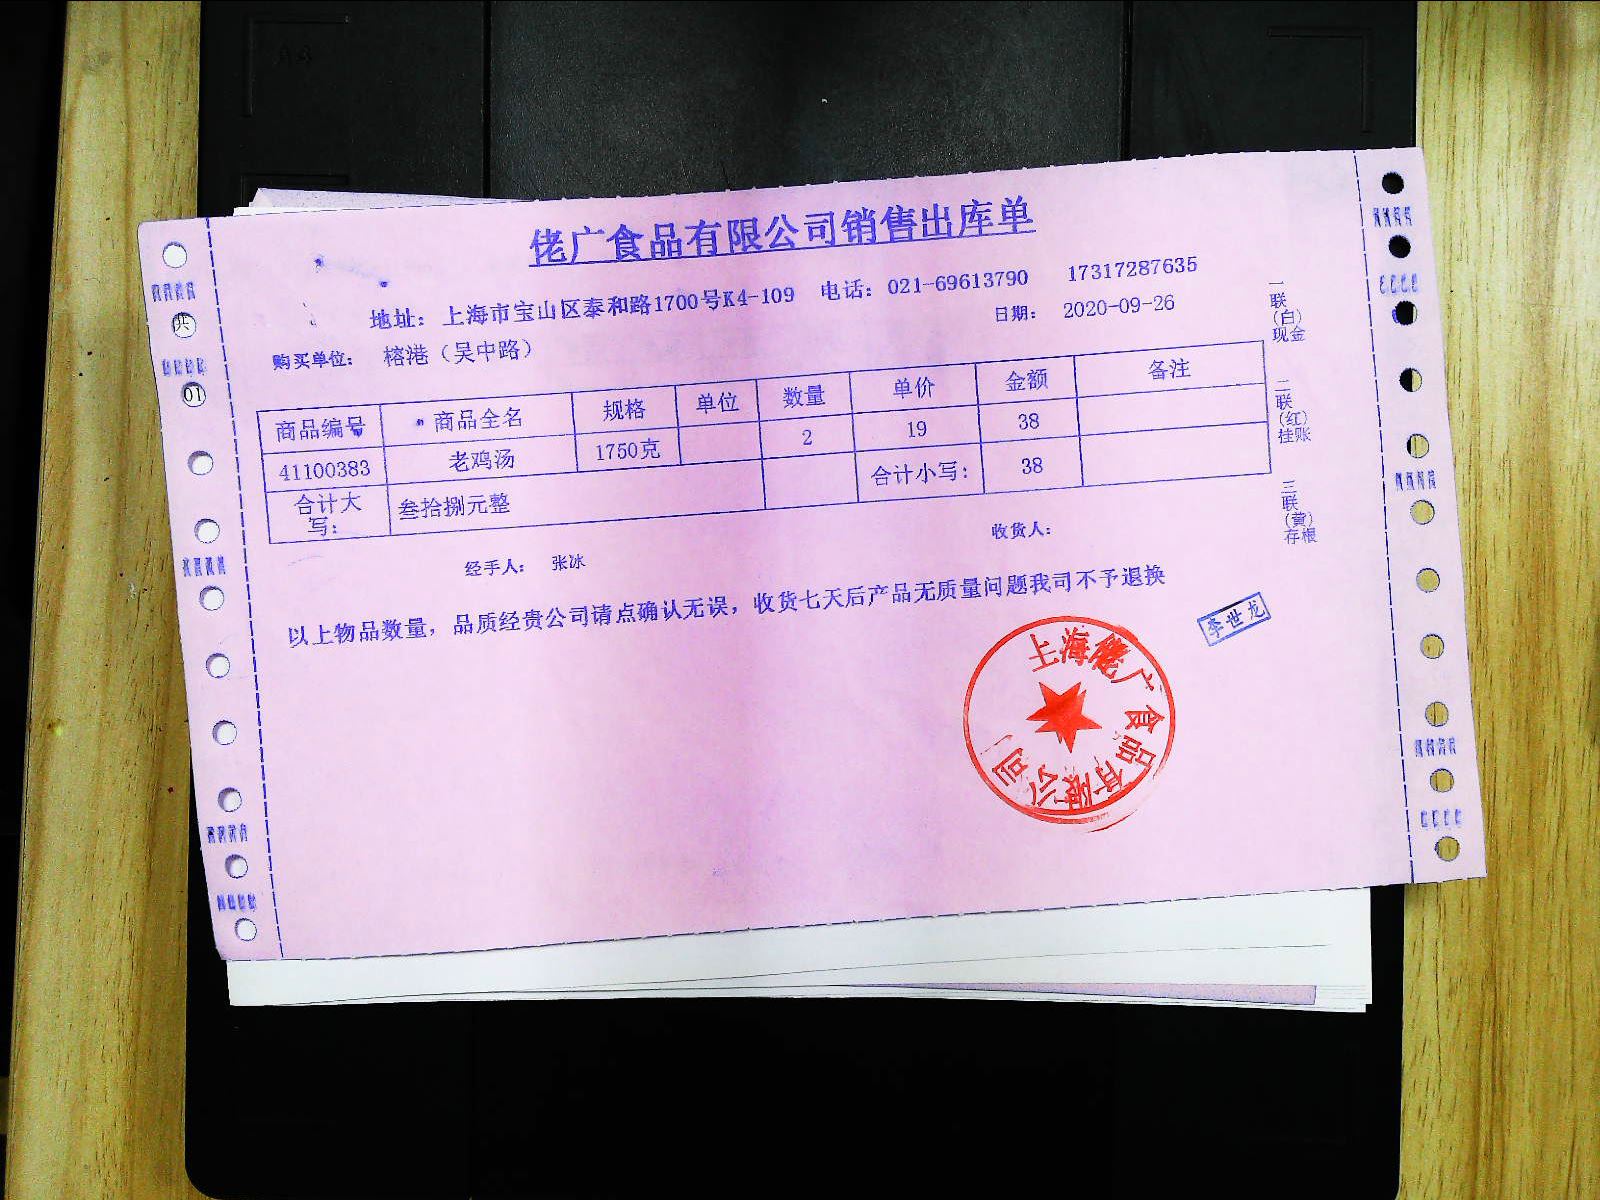 佬广食品有限公司销售出库单
地址：上海市宝山区泰和路1700号K4-109 电话：021-69613790 17317287635
购买单位：榕港（吴中路） 日期：2020-09-26
商品编号 商品全名 规格 单位 数量 单价 金额 备注
41100383 老鸡汤 1750克 2 19 38
合计大写： 叁拾捌元整 合计小写： 38
经手人：张冰 收货人：
以上物品数量，品质经贵公司请点确认无误，收货七天后产品无质量问题我司不予退换
一联（白）现金
二联（红）挂账
三联（黄）存根
李世龙
上海佬广食品有限公司
共
01